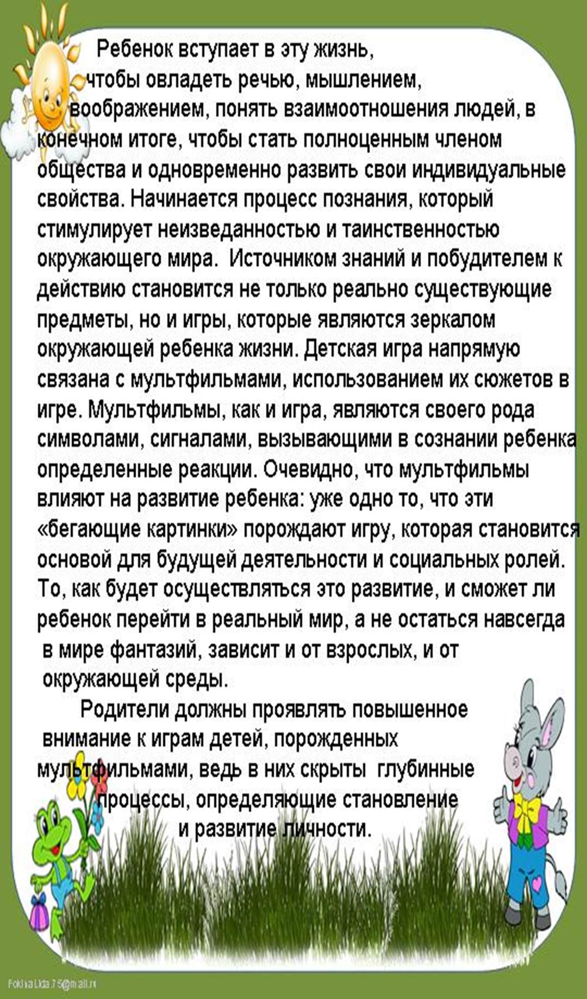 Ребенок вступает в эту жизнь,
чтобы овладеть речью, мышлением,
воображением, понять взаимоотношения людей, в
конечном итоге, чтобы стать полноценным членом
общества и одновременно развить свои индивидуальные
свойства. Начинается процесс познания, который
стимулирует неизведанностью и таинственностью
окружающего мира.  Источником знаний и побудителем к
действию становится не только реально существующие
предметы, но и игры, которые являются зеркалом
окружающей ребенка жизни. Детская игра напрямую
связана с мультфильмами, использованием их сюжетов в
игре. Мультфильмы, как и игра, являются своего рода
символами, сигналами, вызывающими в сознании ребенка
определенные реакции. Очевидно, что мультфильмы
влияют на развитие ребенка: уже одно то, что эти
«бегающие картинки» порождают игру, которая становится
основой для будущей деятельности и социальных ролей.
То, как будет осуществляться это развитие, и сможет ли
ребенок перейти в реальный мир, а не остаться навсегда
в мире фантазий, зависит и от взрослых, и от
окружающей среды.
Родители должны проявлять повышенное
внимание к играм детей, порожденных
мультфильмами, ведь в них скрыты  глубинные
процессы, определяющие становление
и развитие личности.
FokinaLida.75@mail.ru